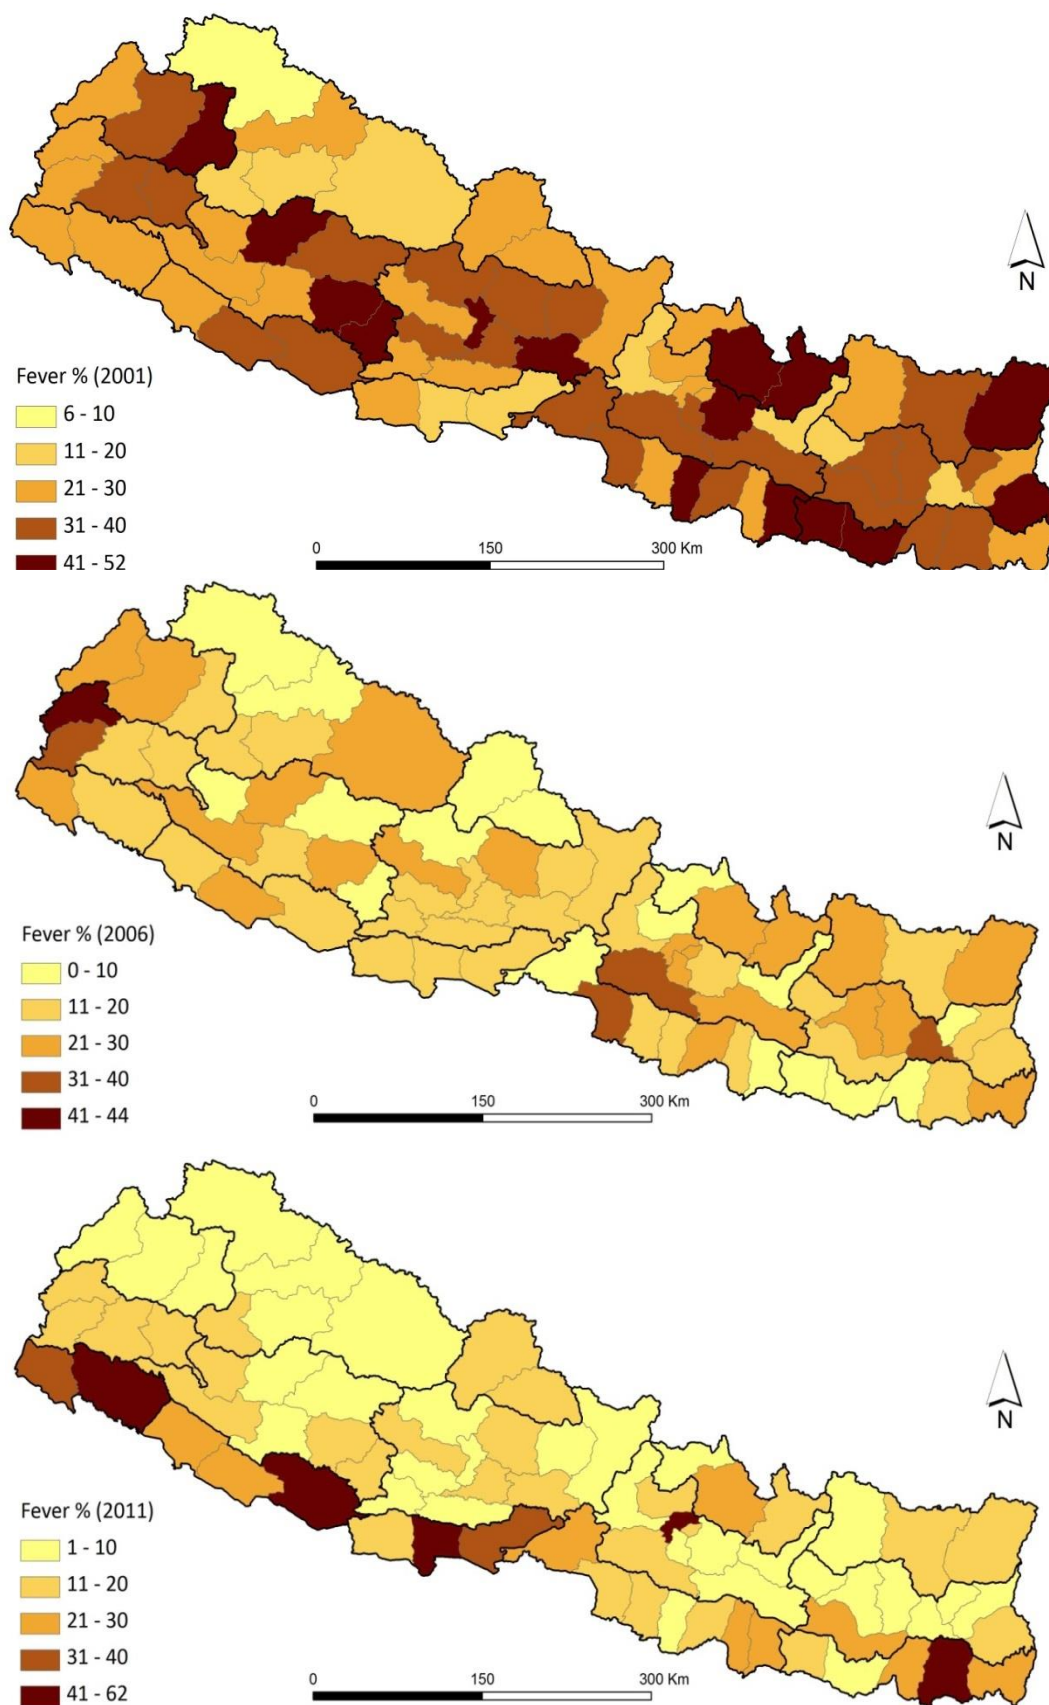 N
Fever % (2001)
6 - 10
11 - 20
21 - 30
31 - 40
41 - 52
0 150 300 Km
N
Fever % (2006)
0 - 10
11 - 20
21 - 30
31 - 40
41 - 44
0 150 300 Km
N
Fever % (2011)
1 - 10
11 - 20
21 - 30
31 - 40
41 - 62
0 150 300 Km